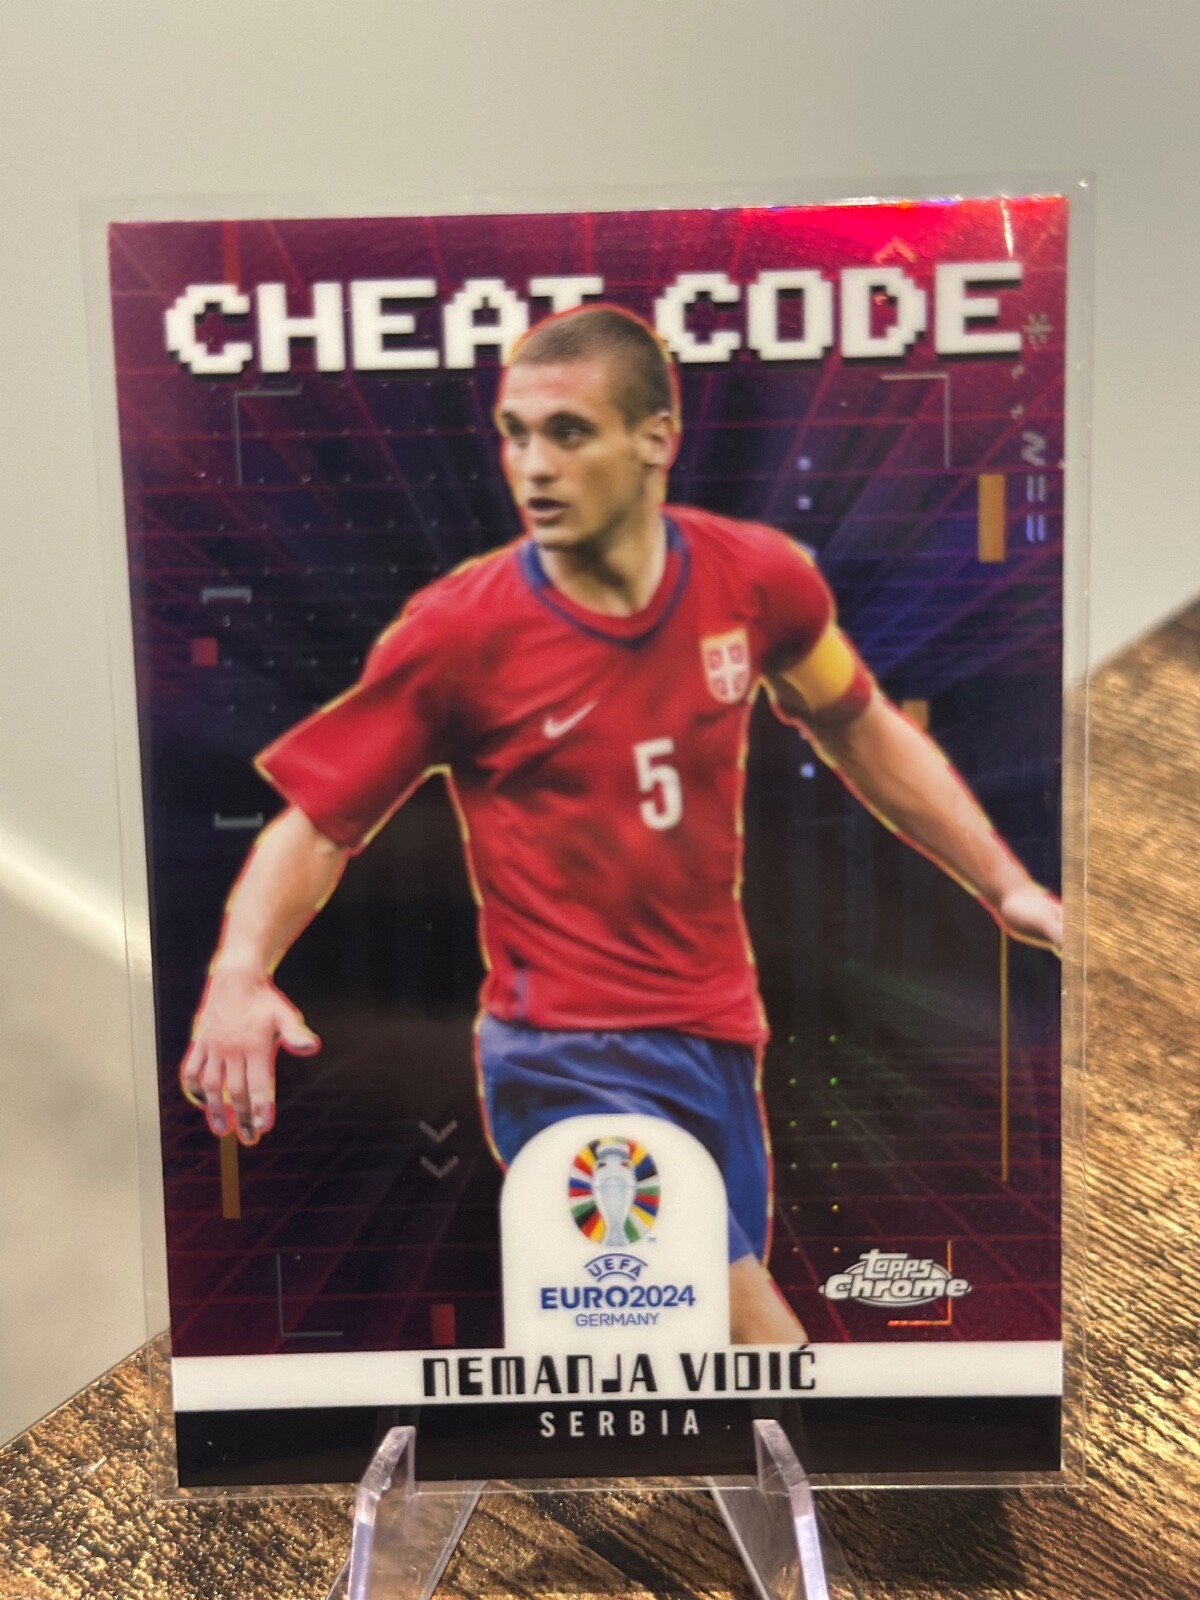 CHEAT CODE
5
UEFA
EURO2024
GERMANY
topps
Chrome
NEMANJA VIDIĆ
SERBIA